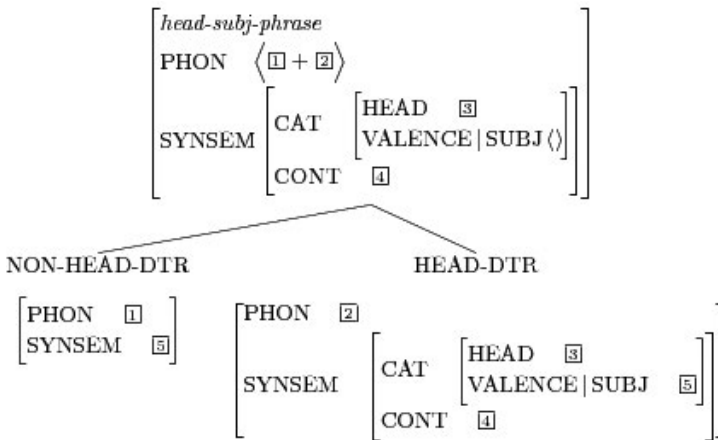 head-subj-phrase
PHON ⟨1 + 2⟩
SYNSEM CAT HEAD 3
VALENCE | SUBJ ⟨⟩
CONT 4
NON-HEAD-DTR HEAD-DTR
PHON 1
SYNSEM 5
PHON 2
SYNSEM CAT HEAD 3
VALENCE | SUBJ 5
CONT 4